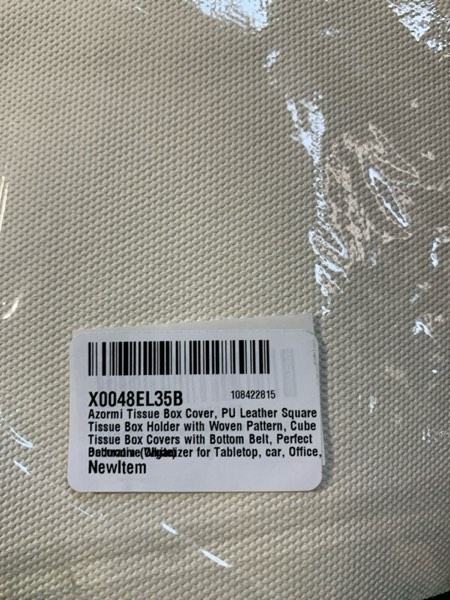 X0048EL35B 108422815
Azormi Tissue Box Cover, PU Leather Square
Tissue Box Holder with Woven Pattern, Cube
Tissue Box Covers with Bottom Belt, Perfect
for Tabletop, car, Office,
NewItem